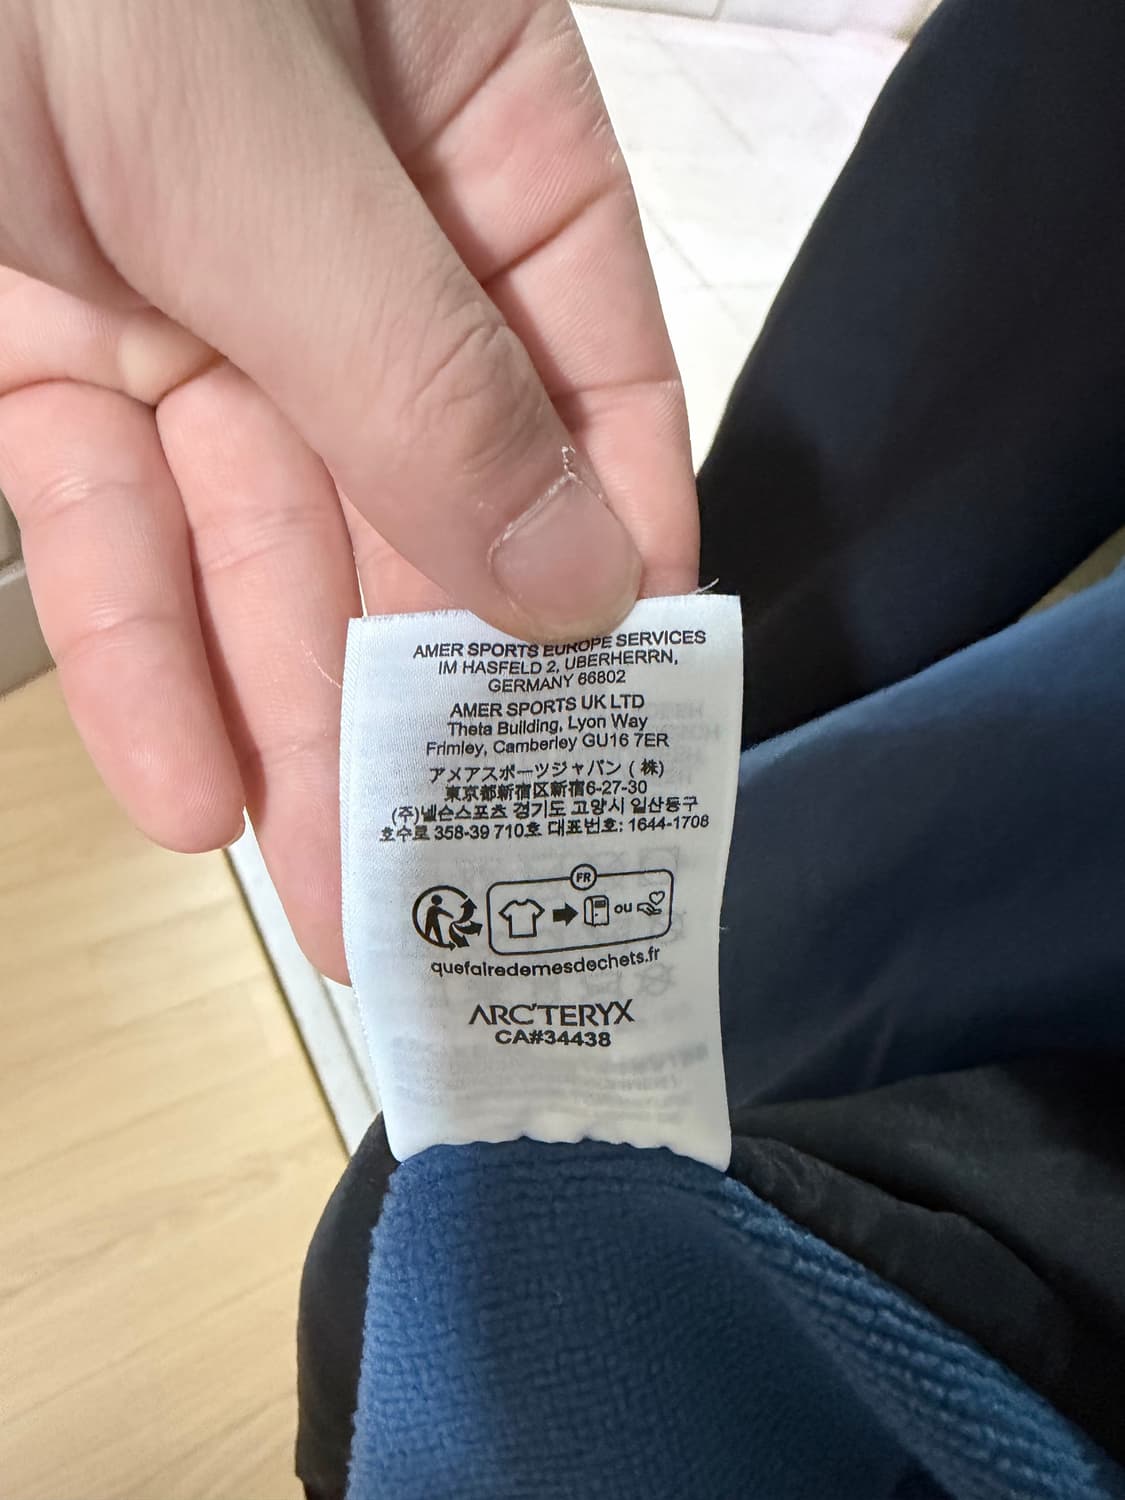 AMER SPORTS EUROPE SERVICES
IM HASFELD 2, UBERHERRN,
GERMANY 66802
AMER SPORTS UK LTD
Theta Building, Lyon Way
Frimley, Camberley GU16 7ER
アメアスポーツジャパン (株)
東京都新宿区新宿6-27-30
(주)넬슨스포츠 경기도 고양시 일산동구
호수로 358-39 710호 대표번호: 1644-1708
FR
ou
quefairedemesdechets.fr
ARC'TERYX
CA#34438